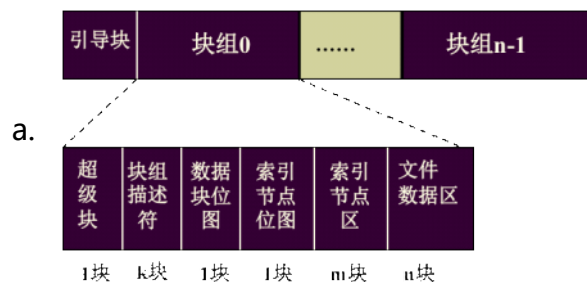 引导块 块组0 …… 块组n-1
a.
超级块 块组描述符 数据块位图 索引节点位图 索引节点区 文件数据区
1块 k块 1块 1块 m块 n块